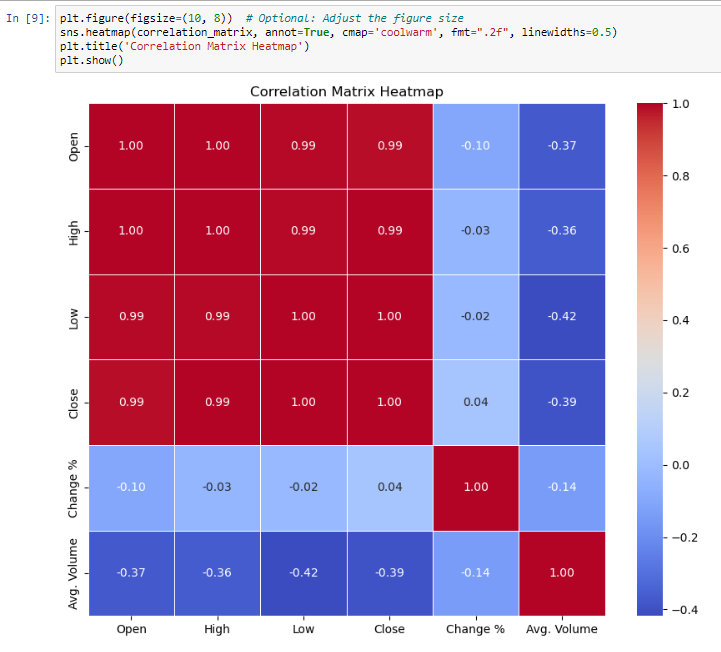 In [9]: plt.figure(figsize=(10, 8))  # Optional: Adjust the figure size
sns.heatmap(correlation_matrix, annot=True, cmap='coolwarm', fmt=".2f", linewidths=0.5)
plt.title('Correlation Matrix Heatmap')
plt.show()
Correlation Matrix Heatmap
Open 1.00 1.00 0.99 0.99 -0.10 -0.37
High 1.00 1.00 0.99 0.99 -0.03 -0.36
Low 0.99 0.99 1.00 1.00 -0.02 -0.42
Close 0.99 0.99 1.00 1.00 0.04 -0.39
Change % -0.10 -0.03 -0.02 0.04 1.00 -0.14
Avg. Volume -0.37 -0.36 -0.42 -0.39 -0.14 1.00
Open High Low Close Change % Avg. Volume
1.0
0.8
0.6
0.4
0.2
0.0
−0.2
−0.4